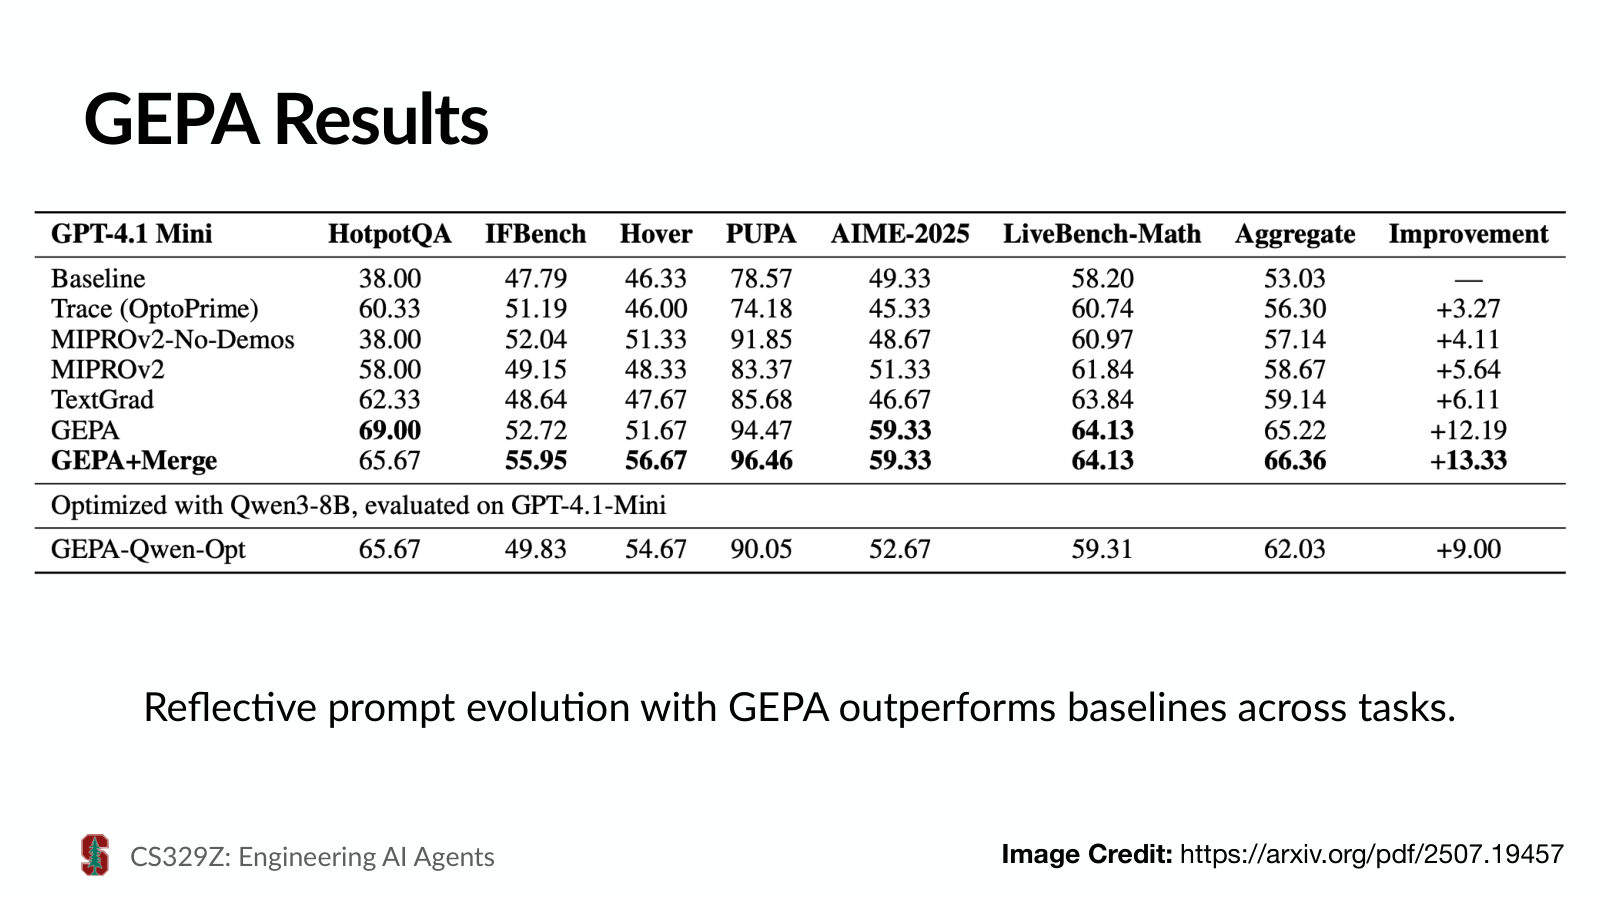 GEPA Results
GPT-4.1 Mini HotpotQA IFBench Hover PUPA AIME-2025 LiveBench-Math Aggregate Improvement
Baseline 38.00 47.79 46.33 78.57 49.33 58.20 53.03 —
Trace (OptoPrime) 60.33 51.19 46.00 74.18 45.33 60.74 56.30 +3.27
MIPROv2-No-Demos 38.00 52.04 51.33 91.85 48.67 60.97 57.14 +4.11
MIPROv2 58.00 49.15 48.33 83.37 51.33 61.84 58.67 +5.64
TextGrad 62.33 48.64 47.67 85.68 46.67 63.84 59.14 +6.11
GEPA 69.00 52.72 51.67 94.47 59.33 64.13 65.22 +12.19
GEPA+Merge 65.67 55.95 56.67 96.46 59.33 64.13 66.36 +13.33
Optimized with Qwen3-8B, evaluated on GPT-4.1-Mini
GEPA-Qwen-Opt 65.67 49.83 54.67 90.05 52.67 59.31 62.03 +9.00
Reflective prompt evolution with GEPA outperforms baselines across tasks.
CS329Z: Engineering AI Agents
Image Credit: https://arxiv.org/pdf/2507.19457